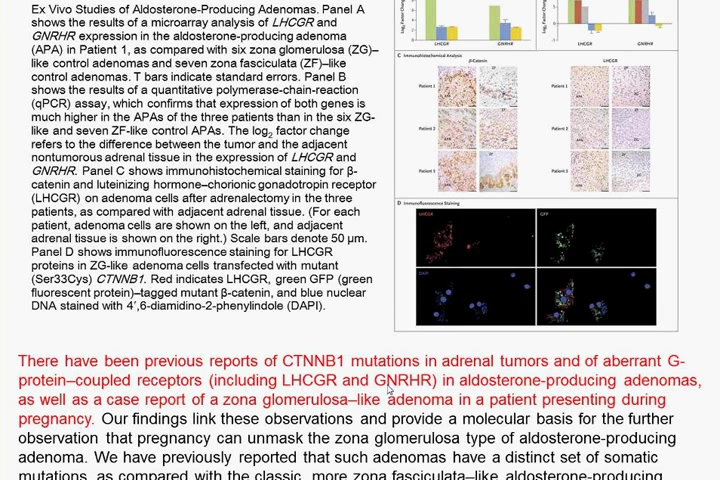 Ex Vivo Studies of Aldosterone-Producing Adenomas. Panel A
shows the results of a microarray analysis of LHCGR and
GNRHR expression in the aldosterone-producing adenoma
(APA) in Patient 1, as compared with six zona glomerulosa (ZG)–
like control adenomas and seven zona fasciculata (ZF)–like
control adenomas. T bars indicate standard errors. Panel B
shows the results of a quantitative polymerase-chain-reaction
(qPCR) assay, which confirms that expression of both genes is
much higher in the APAs of the three patients than in the six ZG-
like and seven ZF-like control APAs. The log2 factor change
refers to the difference between the tumor and the adjacent
nontumorous adrenal tissue in the expression of LHCGR and
GNRHR. Panel C shows immunohistochemical staining for β-
catenin and luteinizing hormone–chorionic gonadotropin receptor
(LHCGR) on adenoma cells after adrenalectomy in the three
patients, as compared with adjacent adrenal tissue. (For each
patient, adenoma cells are shown on the left, and adjacent
adrenal tissue is shown on the right.) Scale bars denote 50 μm.
Panel D shows immunofluorescence staining for LHCGR
proteins in ZG-like adenoma cells transfected with mutant
(Ser33Cys) CTNNB1. Red indicates LHCGR, green GFP (green
fluorescent protein)–tagged mutant β-catenin, and blue nuclear
DNA stained with 4′,6-diamidino-2-phenylindole (DAPI).
LHCGR GNRHR LHCGR GNRHR
C Immunohistochemical Analysis
β-Catenin LHCGR
Patient 1 Patient 1
Patient 2 Patient 2
Patient 3 Patient 3
D Immunofluorescence Staining
LHCGR GFP
There have been previous reports of CTNNB1 mutations in adrenal tumors and of aberrant G-
protein–coupled receptors (including LHCGR and GNRHR) in aldosterone-producing adenomas,
as well as a case report of a zona glomerulosa–like adenoma in a patient presenting during
pregnancy. Our findings link these observations and provide a molecular basis for the further
observation that pregnancy can unmask the zona glomerulosa type of aldosterone-producing
adenoma. We have previously reported that such adenomas have a distinct set of somatic
mutations, as compared with the classic, more zona fasciculata–like, aldosterone-producing